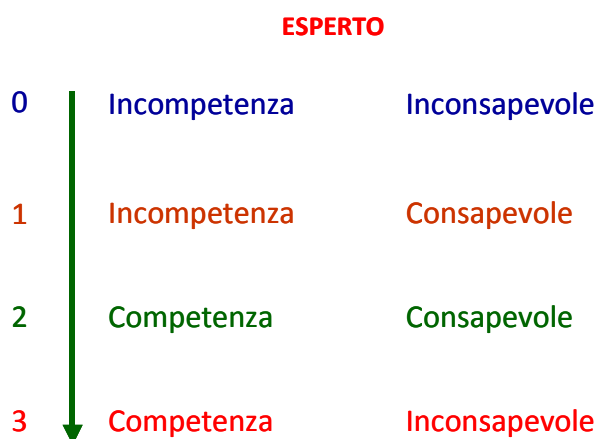 ESPERTO
0 Incompetenza Inconsapevole
1 Incompetenza Consapevole
2 Competenza Consapevole
3 Competenza Inconsapevole